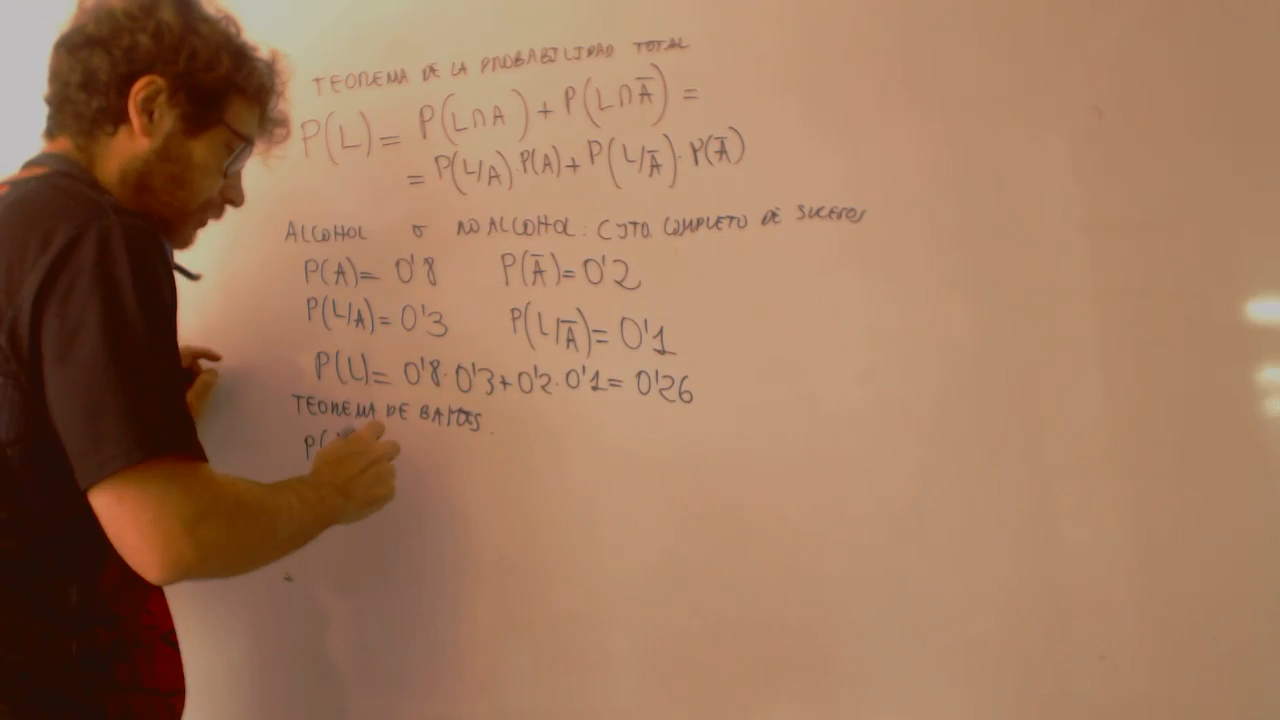 TEOREMA DE LA PROBABILIDAD TOTAL
P(L) = P(L∩A) + P(L∩Ā) =
= P(L/A)·P(A) + P(L/Ā)·P(Ā)
ALCOHOL o NO ALCOHOL: CJTO COMPLETO DE SUCESOS
P(A) = 0'8 P(Ā) = 0'2
P(L/A) = 0'3 P(L/Ā) = 0'1
P(L) = 0'8·0'3+0'2·0'1 = 0'26
TEOREMA DE BAYES.
P(